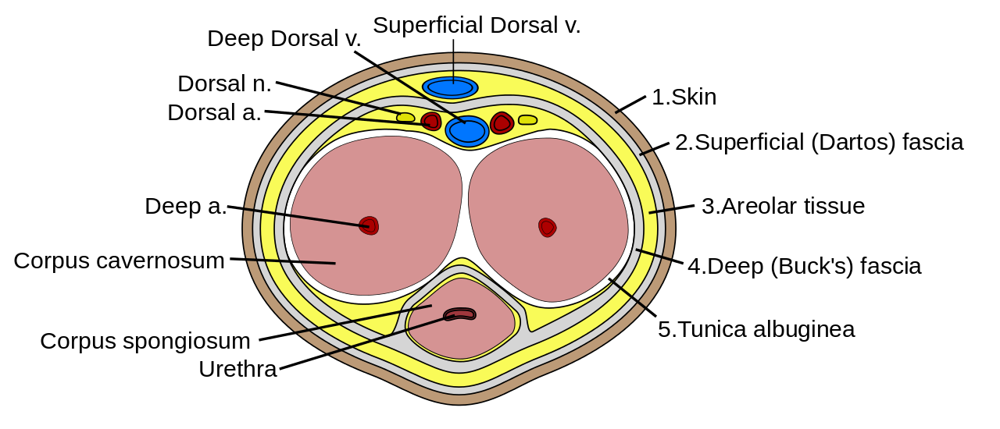 Superficial Dorsal v.
Deep Dorsal v.
Dorsal n.
Dorsal a.
Deep a.
Corpus cavernosum
Corpus spongiosum
Urethra
1.Skin
2.Superficial (Dartos) fascia
3.Areolar tissue
4.Deep (Buck's) fascia
5.Tunica albuginea